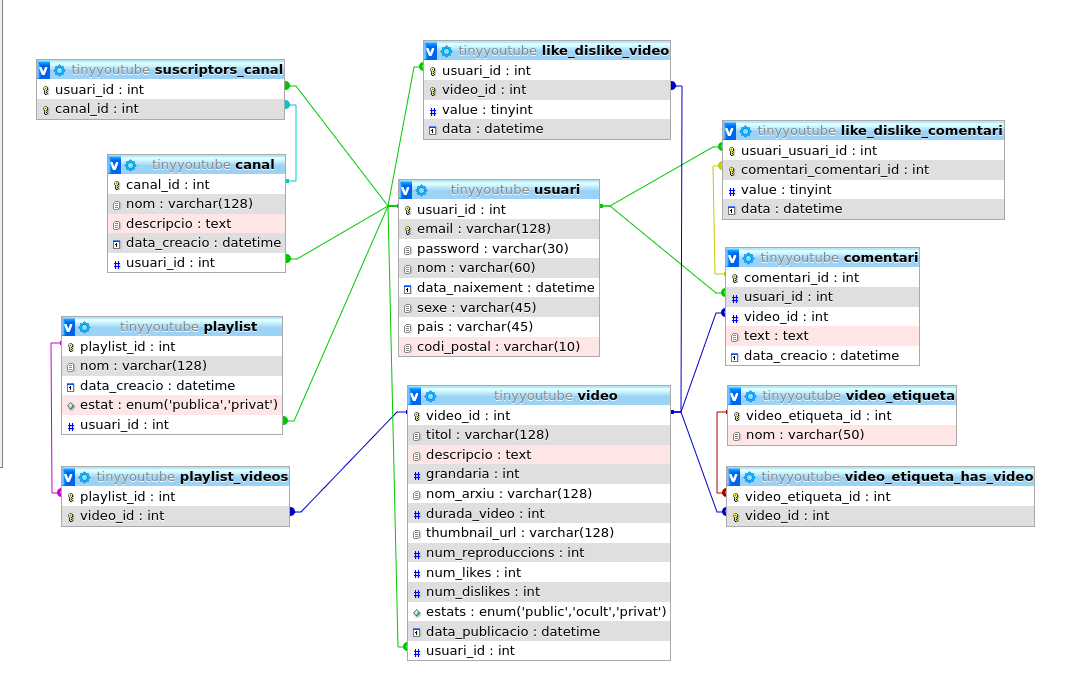 tinyyoutube suscriptors_canal
usuari_id : int
canal_id : int
tinyyoutube canal
canal_id : int
nom : varchar(128)
descripcio : text
data_creacio : datetime
usuari_id : int
tinyyoutube playlist
playlist_id : int
nom : varchar(128)
data_creacio : datetime
estat : enum('publica','privat')
usuari_id : int
tinyyoutube playlist_videos
playlist_id : int
video_id : int
tinyyoutube like_dislike_video
usuari_id : int
video_id : int
value : tinyint
data : datetime
tinyyoutube usuari
usuari_id : int
email : varchar(128)
password : varchar(30)
nom : varchar(60)
data_naixement : datetime
sexe : varchar(45)
pais : varchar(45)
codi_postal : varchar(10)
tinyyoutube video
video_id : int
titol : varchar(128)
descripcio : text
grandaria : int
nom_arxiu : varchar(128)
durada_video : int
thumbnail_url : varchar(128)
num_reproduccions : int
num_likes : int
num_dislikes : int
estats : enum('public','ocult','privat')
data_publicacio : datetime
usuari_id : int
tinyyoutube like_dislike_comentari
usuari_usuari_id : int
comentari_comentari_id : int
value : tinyint
data : datetime
tinyyoutube comentari
comentari_id : int
usuari_id : int
video_id : int
text : text
data_creacio : datetime
tinyyoutube video_etiqueta
video_etiqueta_id : int
nom : varchar(50)
tinyyoutube video_etiqueta_has_video
video_etiqueta_id : int
video_id : int